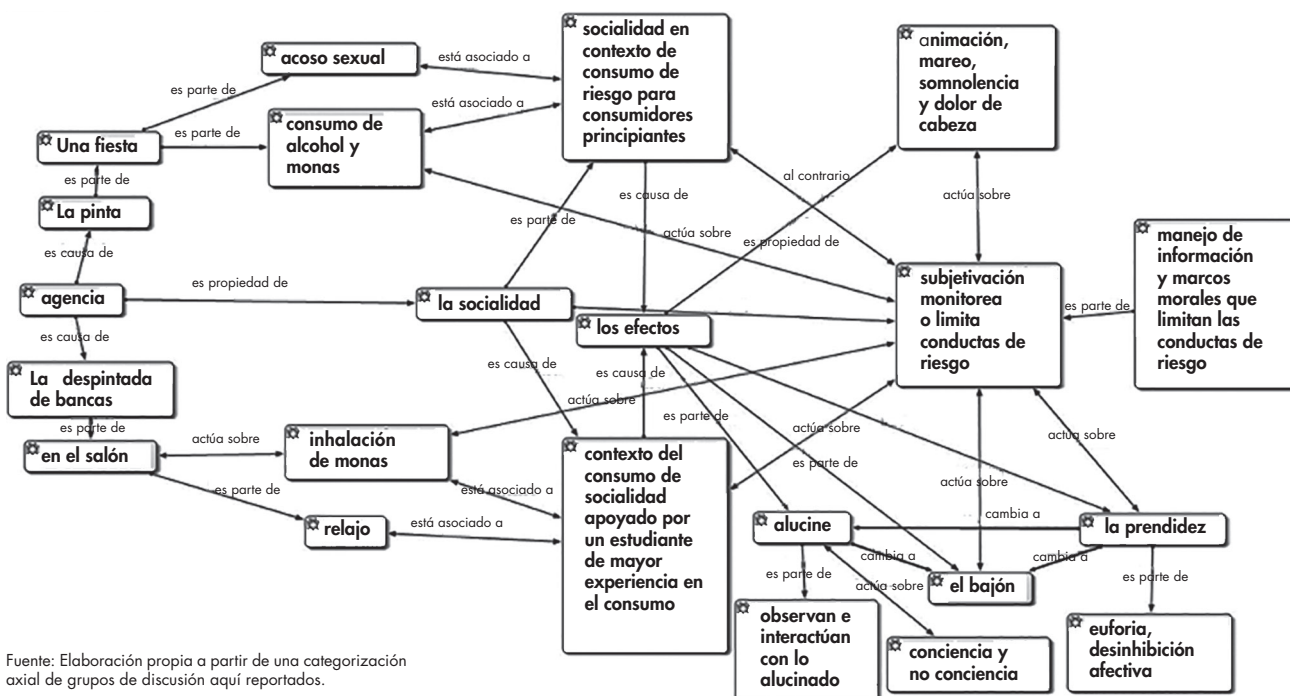 acoso sexual
está asociado a
socialidad en
contexto de
consumo de
riesgo para
consumidores
principiantes
animación,
mareo,
somnolencia
y dolor de
cabeza
es parte de
está asociado a
Una fiesta
es parte de
consumo de
alcohol y
monas
es parte de
al contrario
La pinta
es causa de
actúa sobre
es parte de
actúa sobre
es propiedad de
es causa de
manejo de
información
y marcos
morales que
limitan las
conductas de
riesgo
agencia
es propiedad de
la socialidad
subjetivación
monitorea
o limita
conductas de
riesgo
es parte de
los efectos
es causa de
es causa de
es causa de
La despintada
de bancas
actúa sobre
es parte de
es parte de
en el salón
actúa sobre
inhalación
de monas
actúa sobre
actúa sobre
contexto del
consumo de
socialidad
apoyado por
un estudiante
de mayor
experiencia en
el consumo
es parte de
actúa sobre
es parte de
está asociado a
relajo
está asociado a
alucine
cambia a
la prendidez
cambia a
cambia a
es parte de
actúa sobre
el bajón
es parte de
observan e
interactúan
con lo
alucinado
conciencia y
no conciencia
euforia,
desinhibición
afectiva
Fuente: Elaboración propia a partir de una categorización
axial de grupos de discusión aquí reportados.